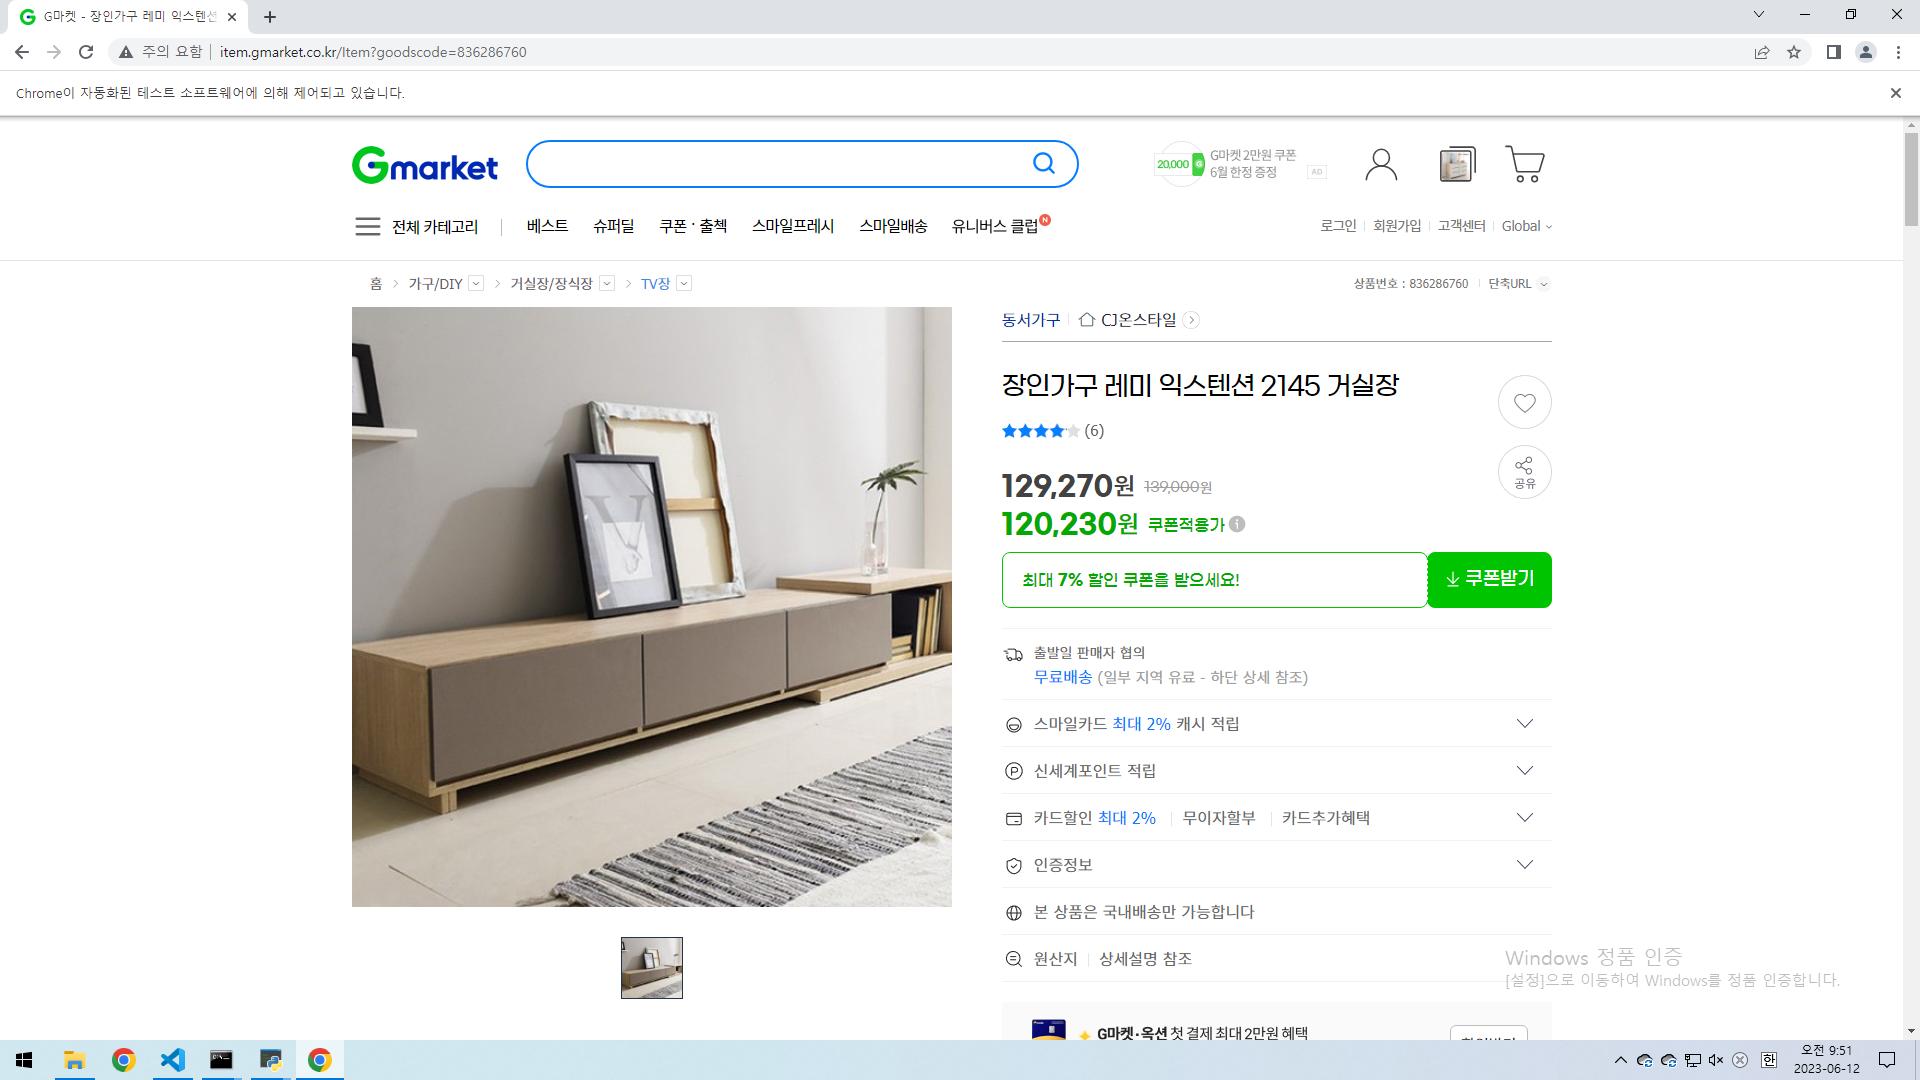 G마켓 - 장인가구 레미 익스텐션
주의 요함 item.gmarket.co.kr/Item?goodscode=836286760
Chrome이 자동화된 테스트 소프트웨어에 의해 제어되고 있습니다.
Gmarket
20,000 G마켓 2만원 쿠폰
6월 한정 증정 AD
전체 카테고리 베스트 슈퍼딜 쿠폰·출첵 스마일프레시 스마일배송 유니버스 클럽 N 로그인 회원가입 고객센터 Global
홈 > 가구/DIY > 거실장/장식장 > TV장 상품번호 : 836286760 단축URL
동서가구 CJ온스타일
장인가구 레미 익스텐션 2145 거실장
(6)
공유
129,270원 139,000원
120,230원 쿠폰적용가
최대 7% 할인 쿠폰을 받으세요! 쿠폰받기
출발일 판매자 협의
무료배송 (일부 지역 유료 - 하단 상세 참조)
스마일카드 최대 2% 캐시 적립
신세계포인트 적립
카드할인 최대 2% 무이자할부 카드추가혜택
인증정보
본 상품은 국내배송만 가능합니다
원산지 상세설명 참조
Windows 정품 인증
[설정]으로 이동하여 Windows를 정품 인증합니다.
G마켓·옥션 첫 결제 최대 2만원 혜택
한
오전 9:51
2023-06-12